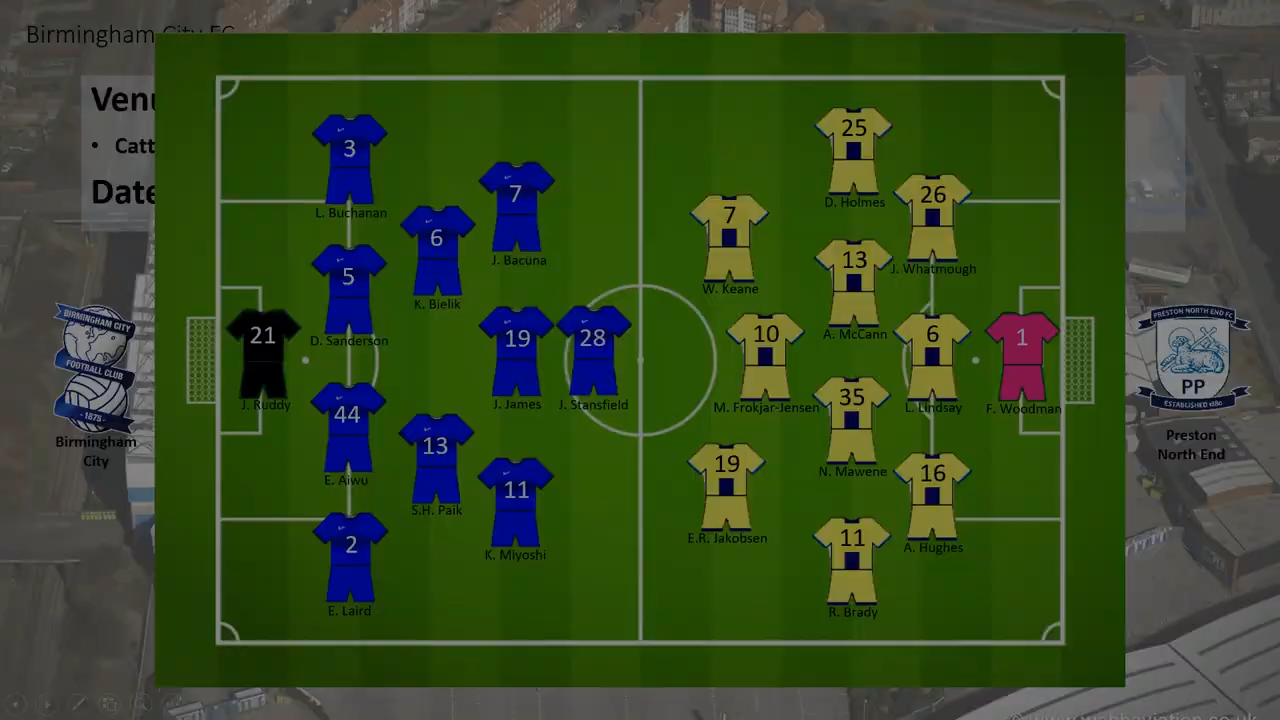 Birmingham City FC
Venu
Catt
Date
3
L. Buchanan
7
J. Bacuna
6
K. Bielik
5
D. Sanderson
21
J. Ruddy
19
J. James
28
J. Stansfield
44
E. Aiwu
13
S.H. Paik
11
K. Miyoshi
2
E. Laird
25
D. Holmes
26
J. Whatmough
7
W. Keane
13
A. McCann
10
M. Frokjar-Jensen
6
L. Lindsay
1
F. Woodman
35
N. Mawene
19
E.R. Jakobsen
16
A. Hughes
11
R. Brady
BIRMINGHAM CITY
FOOTBALL CLUB
1875
Birmingham
City
PRESTON NORTH END FC
PP
ESTABLISHED 1880
Preston
North End